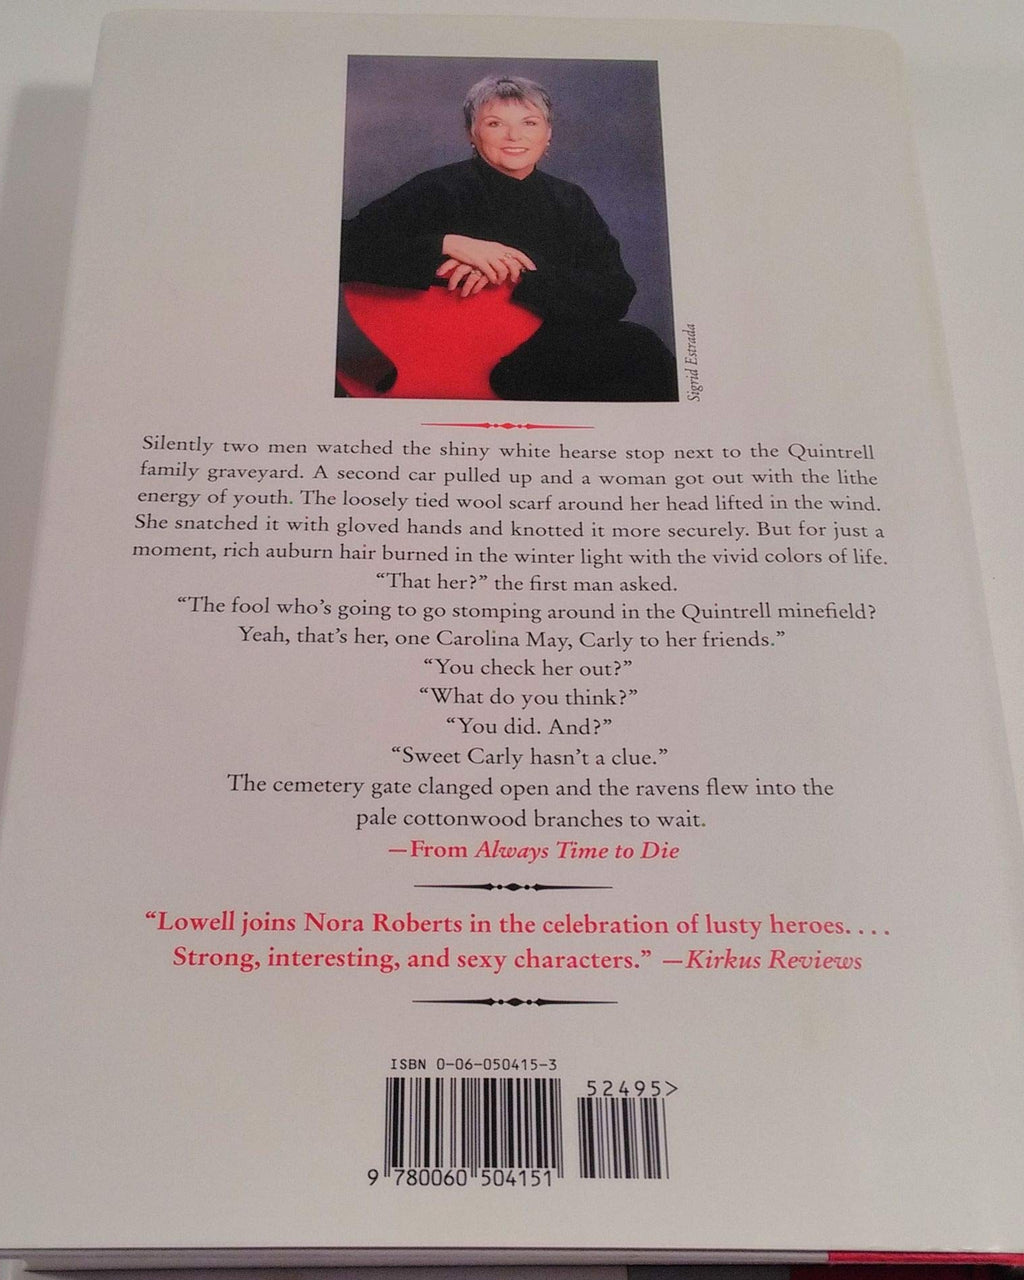 Sigrid Estrada
Silently two men watched the shiny white hearse stop next to the Quintrell
family graveyard. A second car pulled up and a woman got out with the lithe
energy of youth. The loosely tied wool scarf around her head lifted in the wind.
She snatched it with gloved hands and knotted it more securely. But for just a
moment, rich auburn hair burned in the winter light with the vivid colors of life.
“That her?” the first man asked.
“The fool who’s going to go stomping around in the Quintrell minefield?
Yeah, that’s her, one Carolina May, Carly to her friends.”
“You check her out?”
“What do you think?”
“You did. And?”
“Sweet Carly hasn’t a clue.”
The cemetery gate clanged open and the ravens flew into the
pale cottonwood branches to wait.
—From Always Time to Die
“Lowell joins Nora Roberts in the celebration of lusty heroes. . . .
Strong, interesting, and sexy characters.” —Kirkus Reviews
ISBN 0-06-050415-3
52495>
9 780060 504151